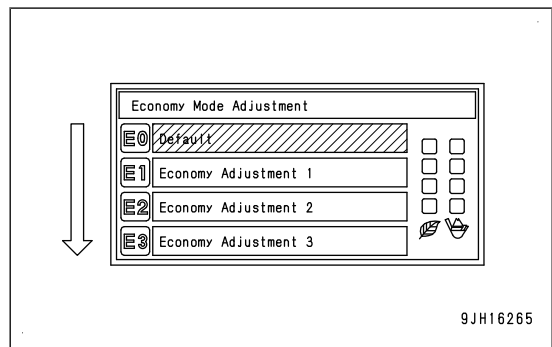 Economy Mode Adjustment
E0 Default
E1 Economy Adjustment 1
E2 Economy Adjustment 2
E3 Economy Adjustment 3
9JH16265